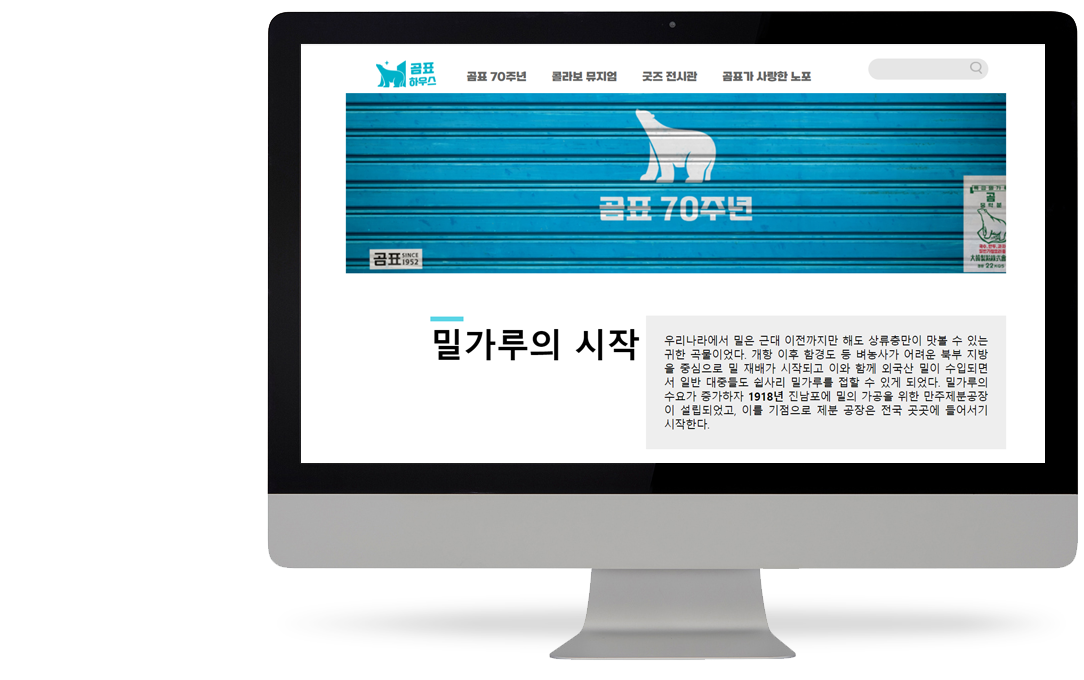 곰표
하우스
곰표 70주년
콜라보 뮤지엄
굿즈 전시관
곰표가 사랑한 노포
곰표 70주년
곰표 SINCE 1952
곰
밀가루의 시작
우리나라에서 밀은 근대 이전까지만 해도 상류층만이 맛볼 수 있는
귀한 곡물이었다. 개항 이후 함경도 등 벼농사가 어려운 북부 지방
을 중심으로 밀 재배가 시작되고 이와 함께 외국산 밀이 수입되면
서 일반 대중들도 쉽사리 밀가루를 접할 수 있게 되었다. 밀가루의
수요가 증가하자 1918년 진남포에 밀의 가공을 위한 만주제분공장
이 설립되었고, 이를 기점으로 제분 공장은 전국 곳곳에 들어서기
시작한다.